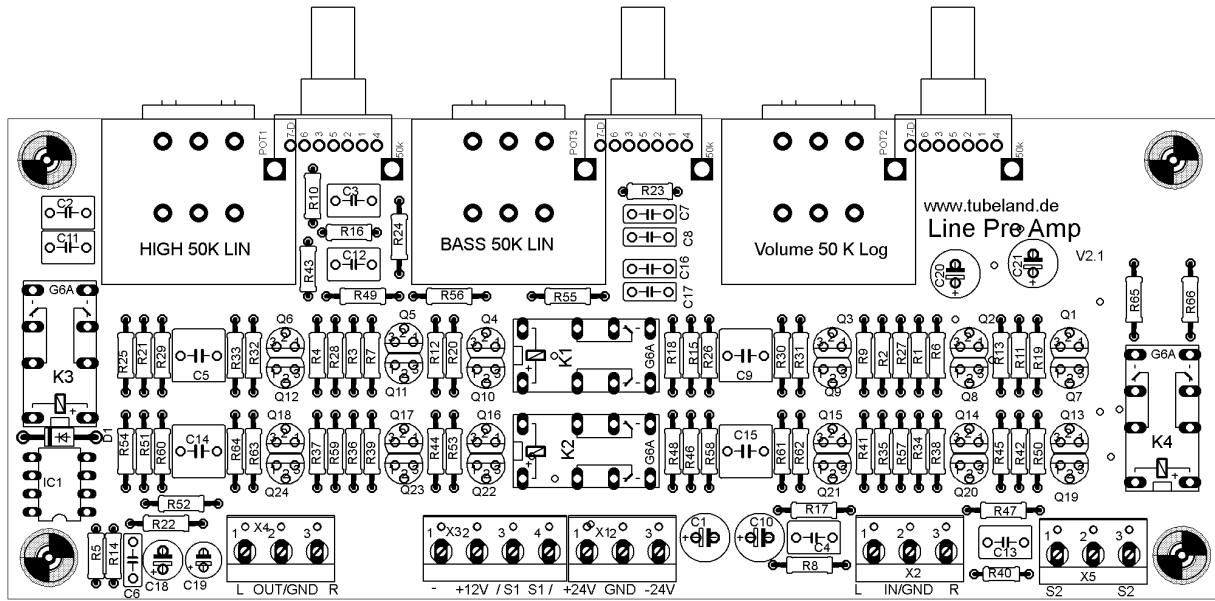 POT1 7-D 6 3 5 2 1 4 50k
POT3 7-D 6 3 5 2 1 4 50k
POT2 7-D 6 3 5 2 1 4 50k
C2
C11
R10
C3
R16
R24
R43
C12
R49
R56
R55
R23
C7
C8
C16
C17
HIGH 50K LIN
BASS 50K LIN
Volume 50 K Log
www.tubeland.de
Line Pre Amp
V2.1
C20
C21
R65
R66
G6A
K3
D1
IC1
Q6 Q5 Q4 Q3 Q2 Q1
R25 R21 R29 C5 R33 R32 R4 R28 R3 R7 R12 R20 K1 G6A R18 R15 R26 C9 R30 R31 R9 R2 R27 R1 R6 R13 R11 R19
Q12 Q11 Q10 Q9 Q8 Q7
G6A
K4
Q18 Q17 Q16 Q15 Q14 Q13
R54 R51 R60 C14 R64 R63 R37 R59 R36 R39 R44 R53 K2 G6A R48 R46 R58 C15 R61 R62 R41 R35 R57 R34 R38 R45 R42 R50
Q24 Q23 Q22 Q21 Q20 Q19
R52
R22
R5 R14 C6 C18 C19
1 X4 2 3
L OUT/GND R
1 X3 2 3 4
- +12V / S1 S1 /
1 X1 2 3
+24V GND -24V
C1 C10
R17
C4
R8
1 2 3
X2
L IN/GND R
R47
C13
R40
1 2 3
X5
S2 S2